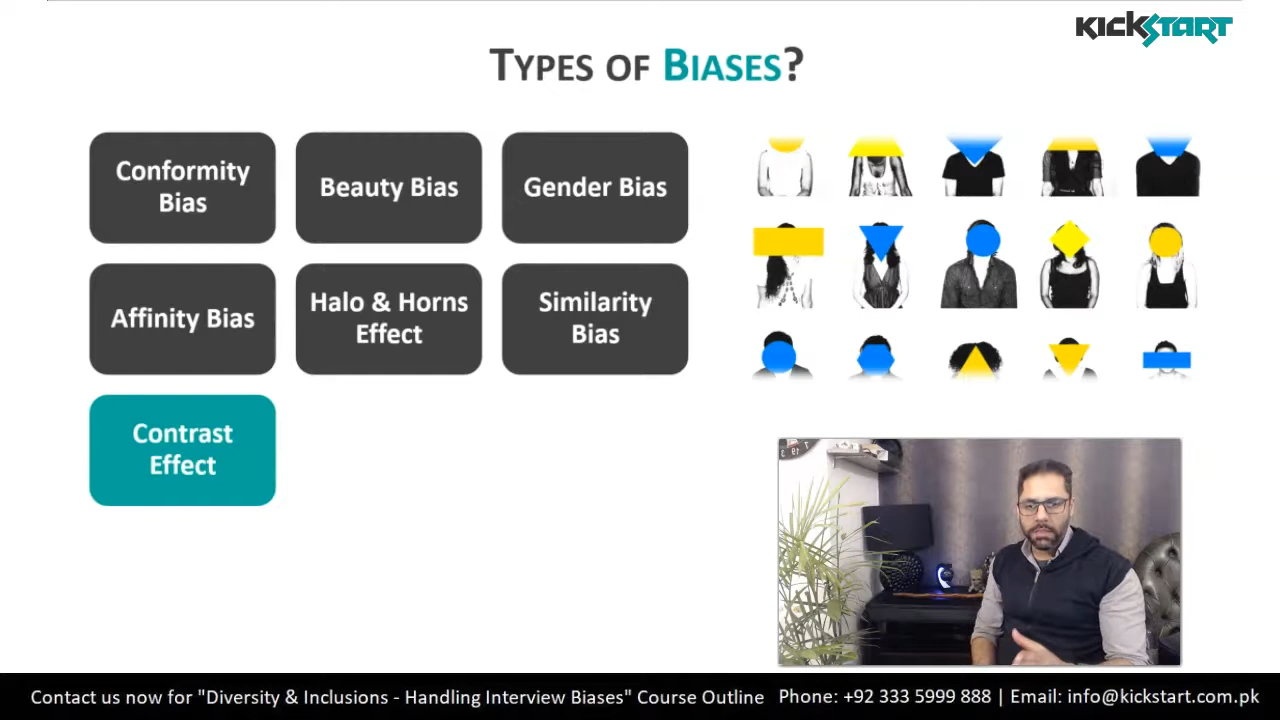 KICKSTART
TYPES OF BIASES?
Conformity
Bias
Beauty Bias
Gender Bias
Affinity Bias
Halo & Horns
Effect
Similarity
Bias
Contrast
Effect
Contact us now for "Diversity & Inclusions - Handling Interview Biases" Course Outline Phone: +92 333 5999 888 | Email: info@kickstart.com.pk